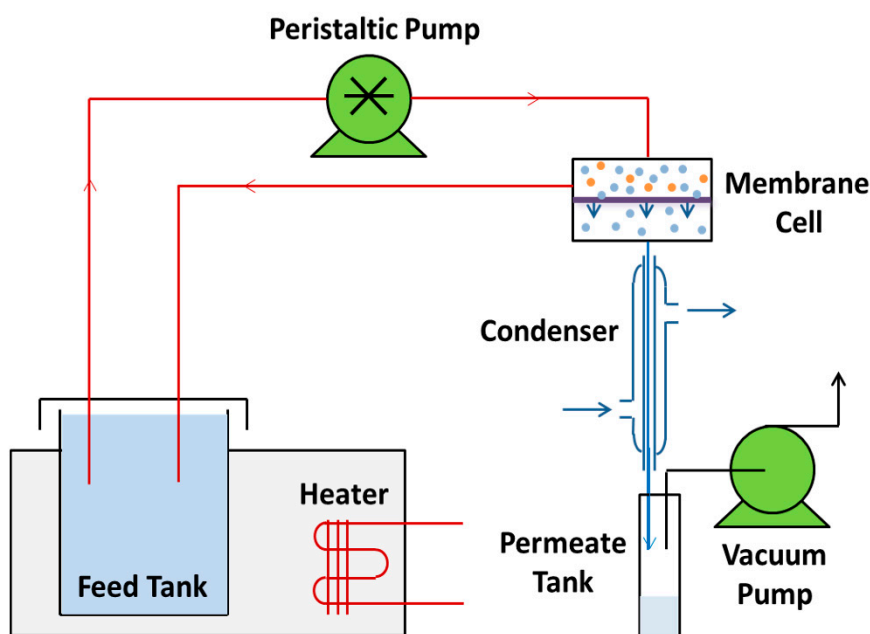 Peristaltic Pump
Membrane
Cell
Condenser
Heater
Feed Tank
Permeate
Tank
Vacuum
Pump